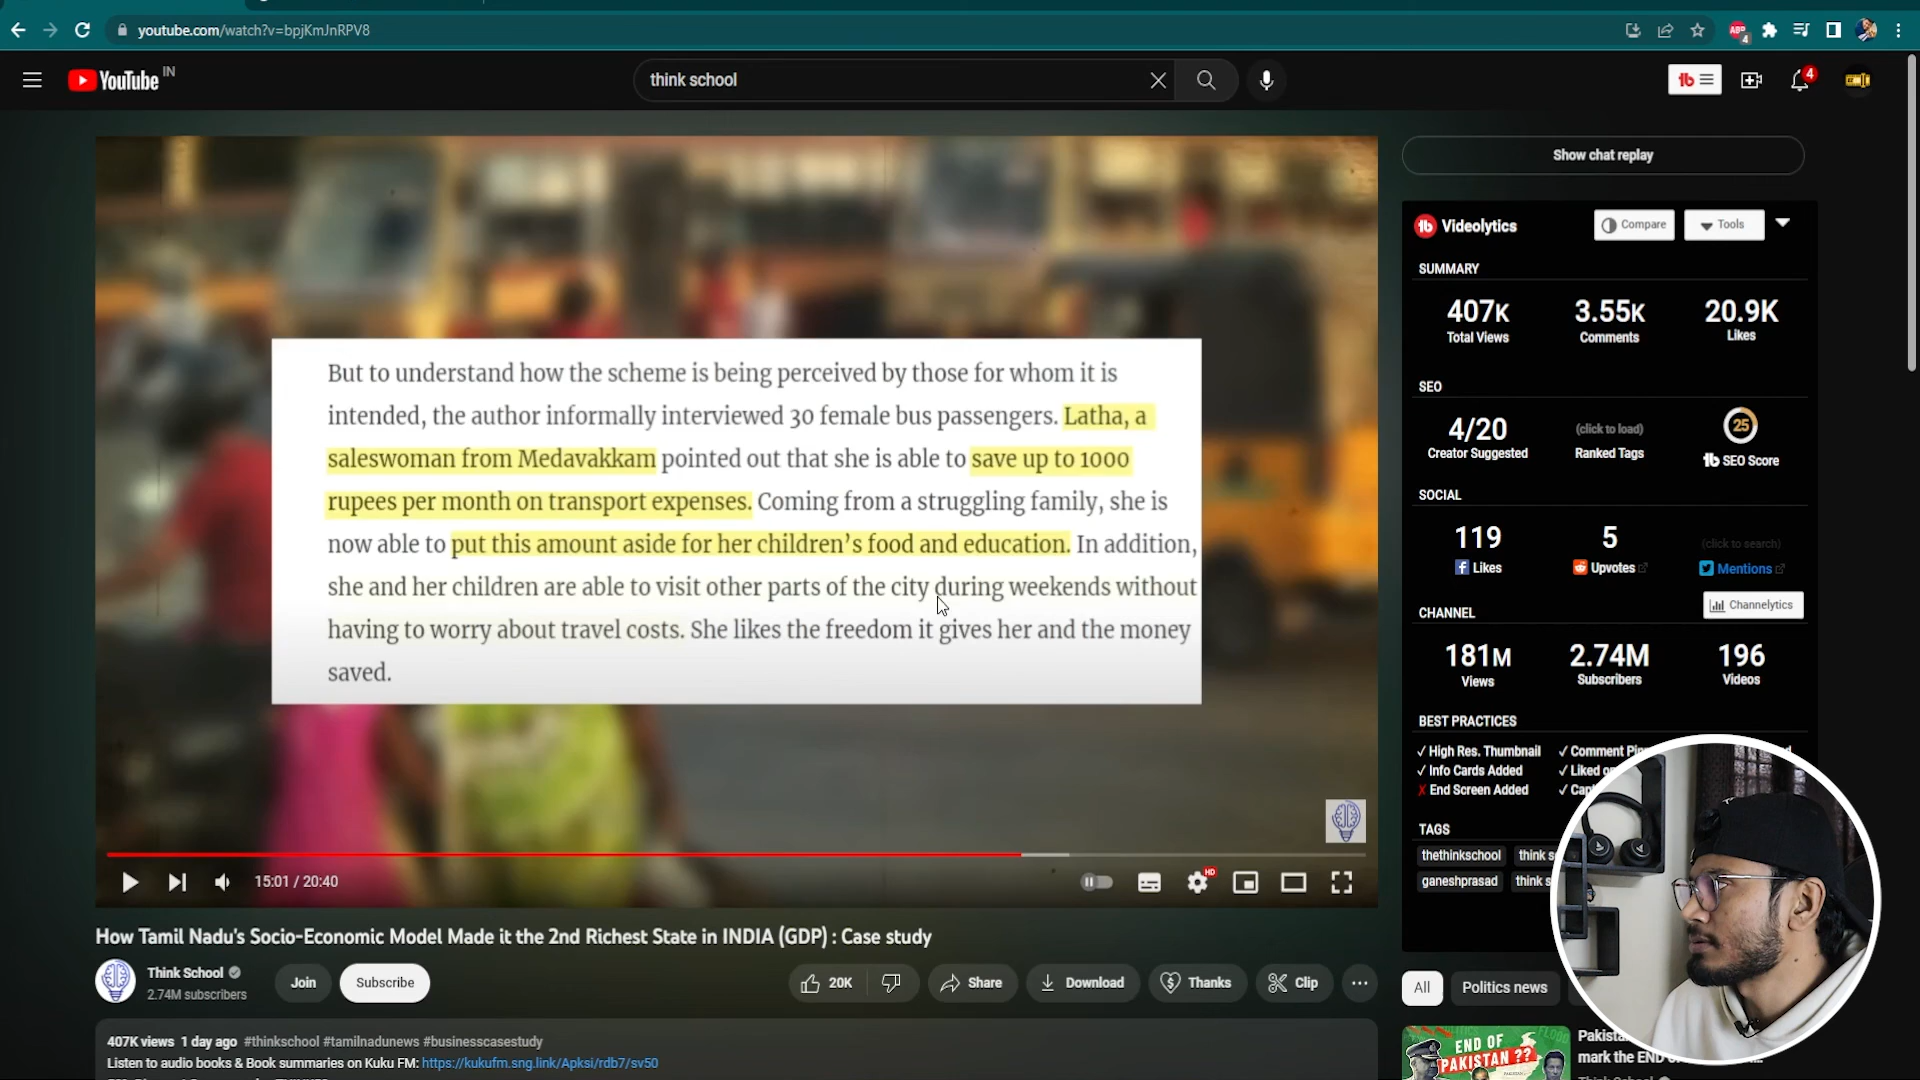 youtube.com/watch?v=bpjKmJnRPV8
ABP
4
YouTube IN
think school
4
Show chat replay
But to understand how the scheme is being perceived by those for whom it is
intended, the author informally interviewed 30 female bus passengers. Latha, a
saleswoman from Medavakkam pointed out that she is able to save up to 1000
rupees per month on transport expenses. Coming from a struggling family, she is
now able to put this amount aside for her children's food and education. In addition,
she and her children are able to visit other parts of the city during weekends without
having to worry about travel costs. She likes the freedom it gives her and the money
saved.
15:01 / 20:40
HD
How Tamil Nadu's Socio-Economic Model Made it the 2nd Richest State in INDIA (GDP) : Case study
Think School
2.74M subscribers
Join
Subscribe
20K
Share
Download
Thanks
Clip
407K views 1 day ago #thinkschool #tamilnadunews #businesscasestudy
Listen to audio books & Book summaries on Kuku FM: https://kukufm.sng.link/Apksi/rdb7/sv50
Videolytics
Compare
Tools
SUMMARY
407K 3.55K 20.9K
Total Views Comments Likes
SEO
4/20 (click to load) 25
Creator Suggested Ranked Tags SEO Score
SOCIAL
119 5 (click to search)
Likes Upvotes Mentions
CHANNEL
Channelytics
181M 2.74M 196
Views Subscribers Videos
BEST PRACTICES
High Res. Thumbnail Comment
Info Cards Added Liked
End Screen Added
TAGS
thethinkschool think
ganeshprasad think
All
Politics news
END OF
PAKISTAN ??
mark the